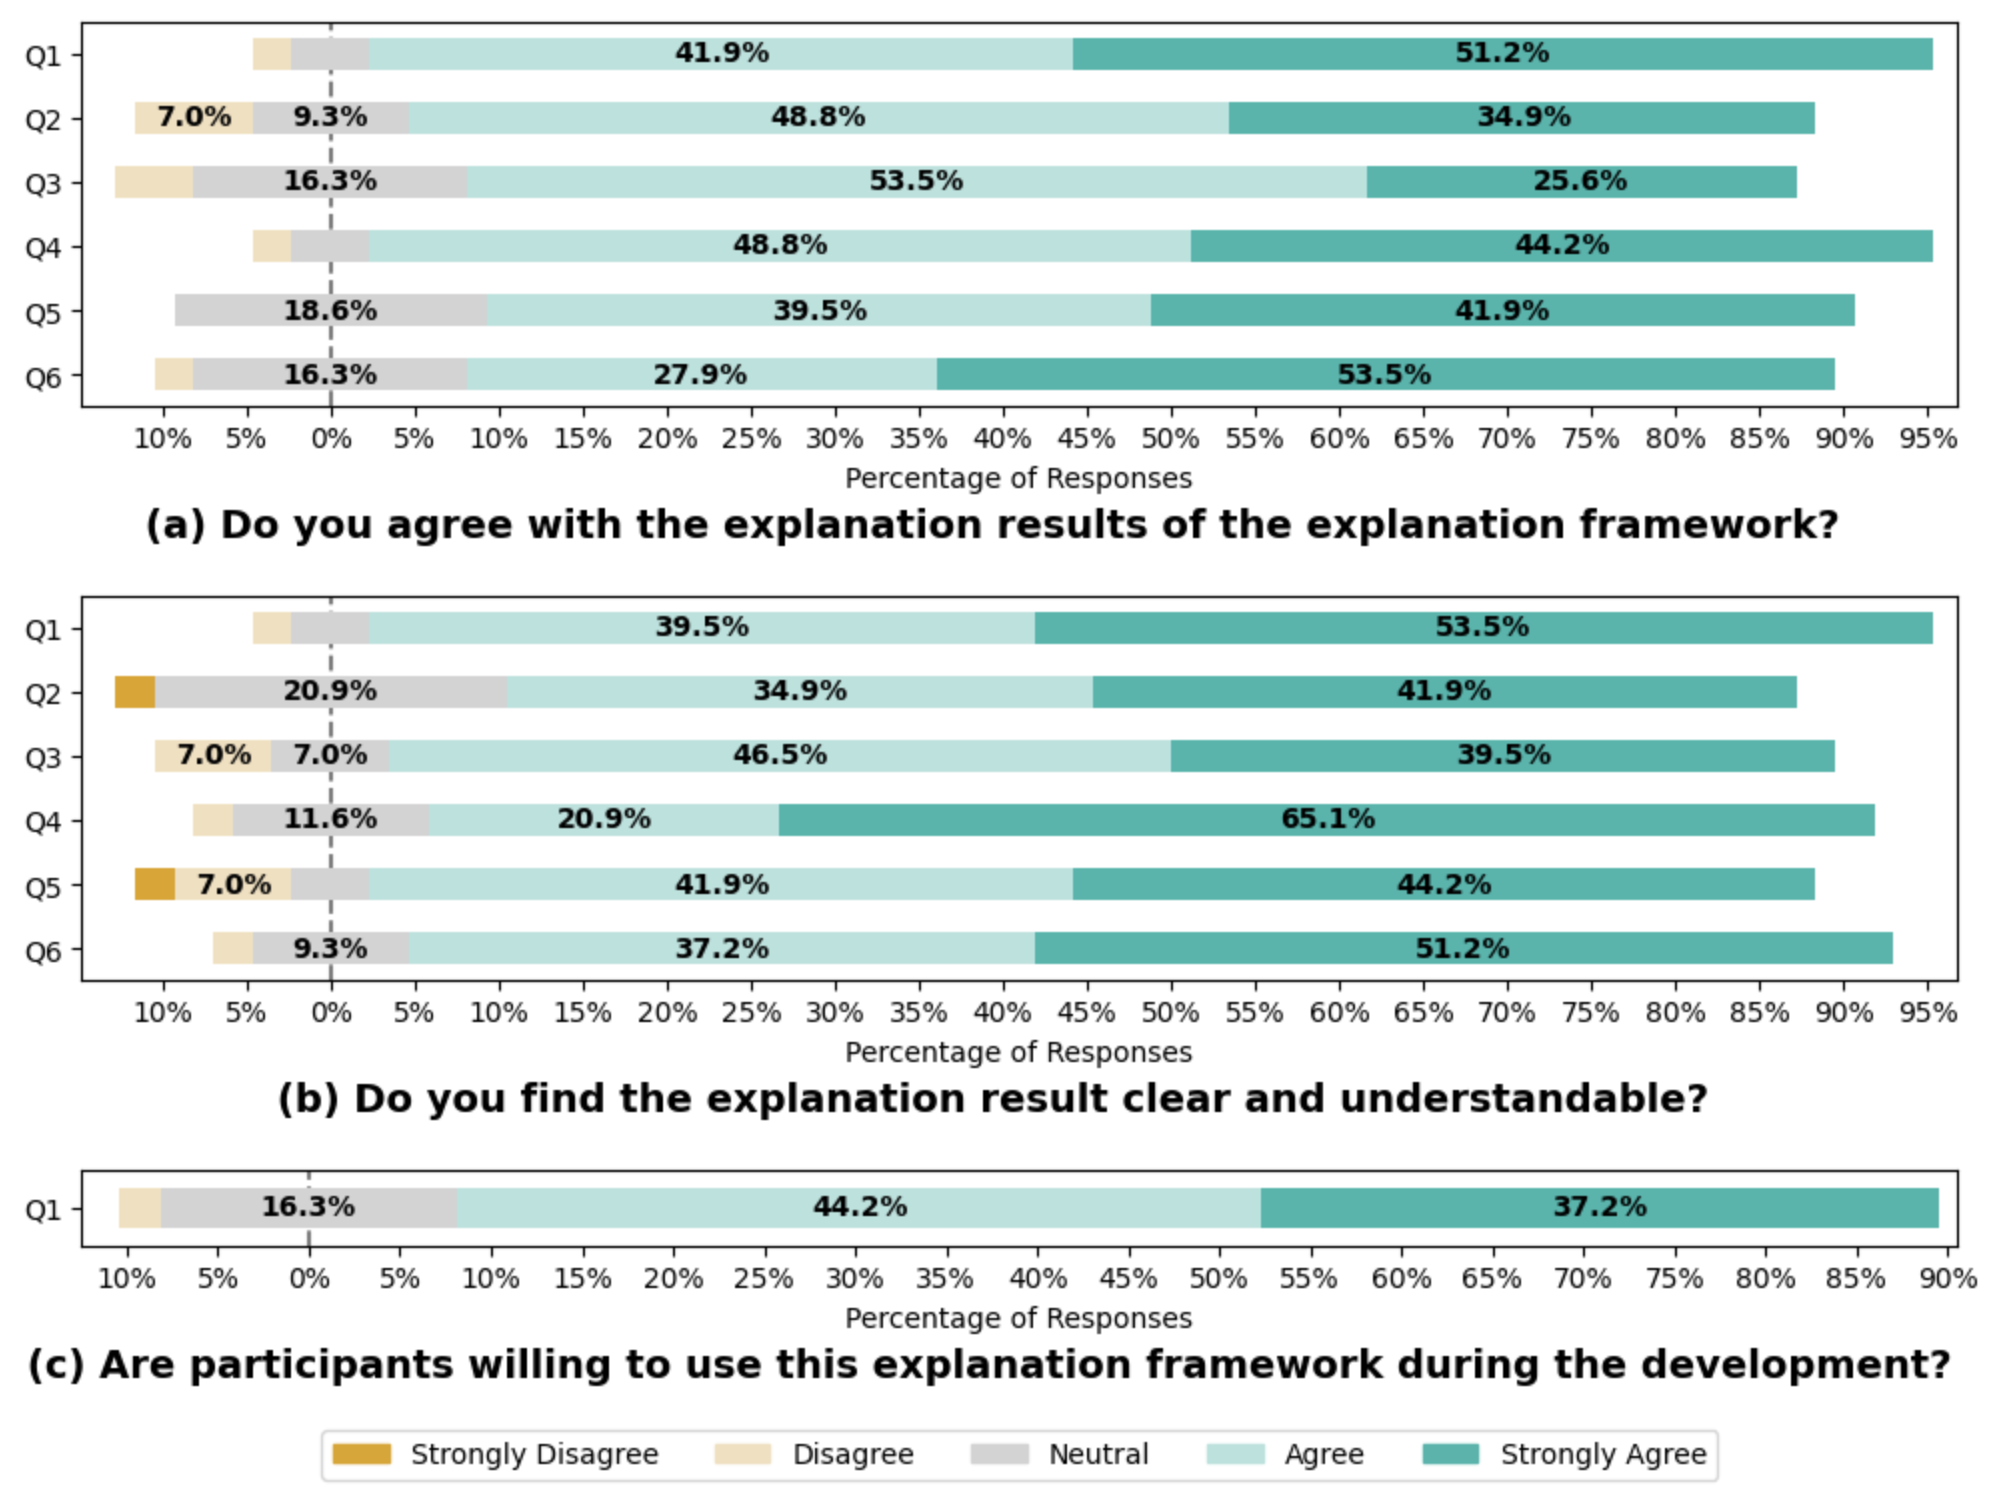 Q1 41.9% 51.2%
Q2 7.0% 9.3% 48.8% 34.9%
Q3 16.3% 53.5% 25.6%
Q4 48.8% 44.2%
Q5 18.6% 39.5% 41.9%
Q6 16.3% 27.9% 53.5%
10% 5% 0% 5% 10% 15% 20% 25% 30% 35% 40% 45% 50% 55% 60% 65% 70% 75% 80% 85% 90% 95%
Percentage of Responses
(a) Do you agree with the explanation results of the explanation framework?
Q1 39.5% 53.5%
Q2 20.9% 34.9% 41.9%
Q3 7.0% 7.0% 46.5% 39.5%
Q4 11.6% 20.9% 65.1%
Q5 7.0% 41.9% 44.2%
Q6 9.3% 37.2% 51.2%
10% 5% 0% 5% 10% 15% 20% 25% 30% 35% 40% 45% 50% 55% 60% 65% 70% 75% 80% 85% 90% 95%
Percentage of Responses
(b) Do you find the explanation result clear and understandable?
Q1 16.3% 44.2% 37.2%
10% 5% 0% 5% 10% 15% 20% 25% 30% 35% 40% 45% 50% 55% 60% 65% 70% 75% 80% 85% 90%
Percentage of Responses
(c) Are participants willing to use this explanation framework during the development?
Strongly Disagree Disagree Neutral Agree Strongly Agree